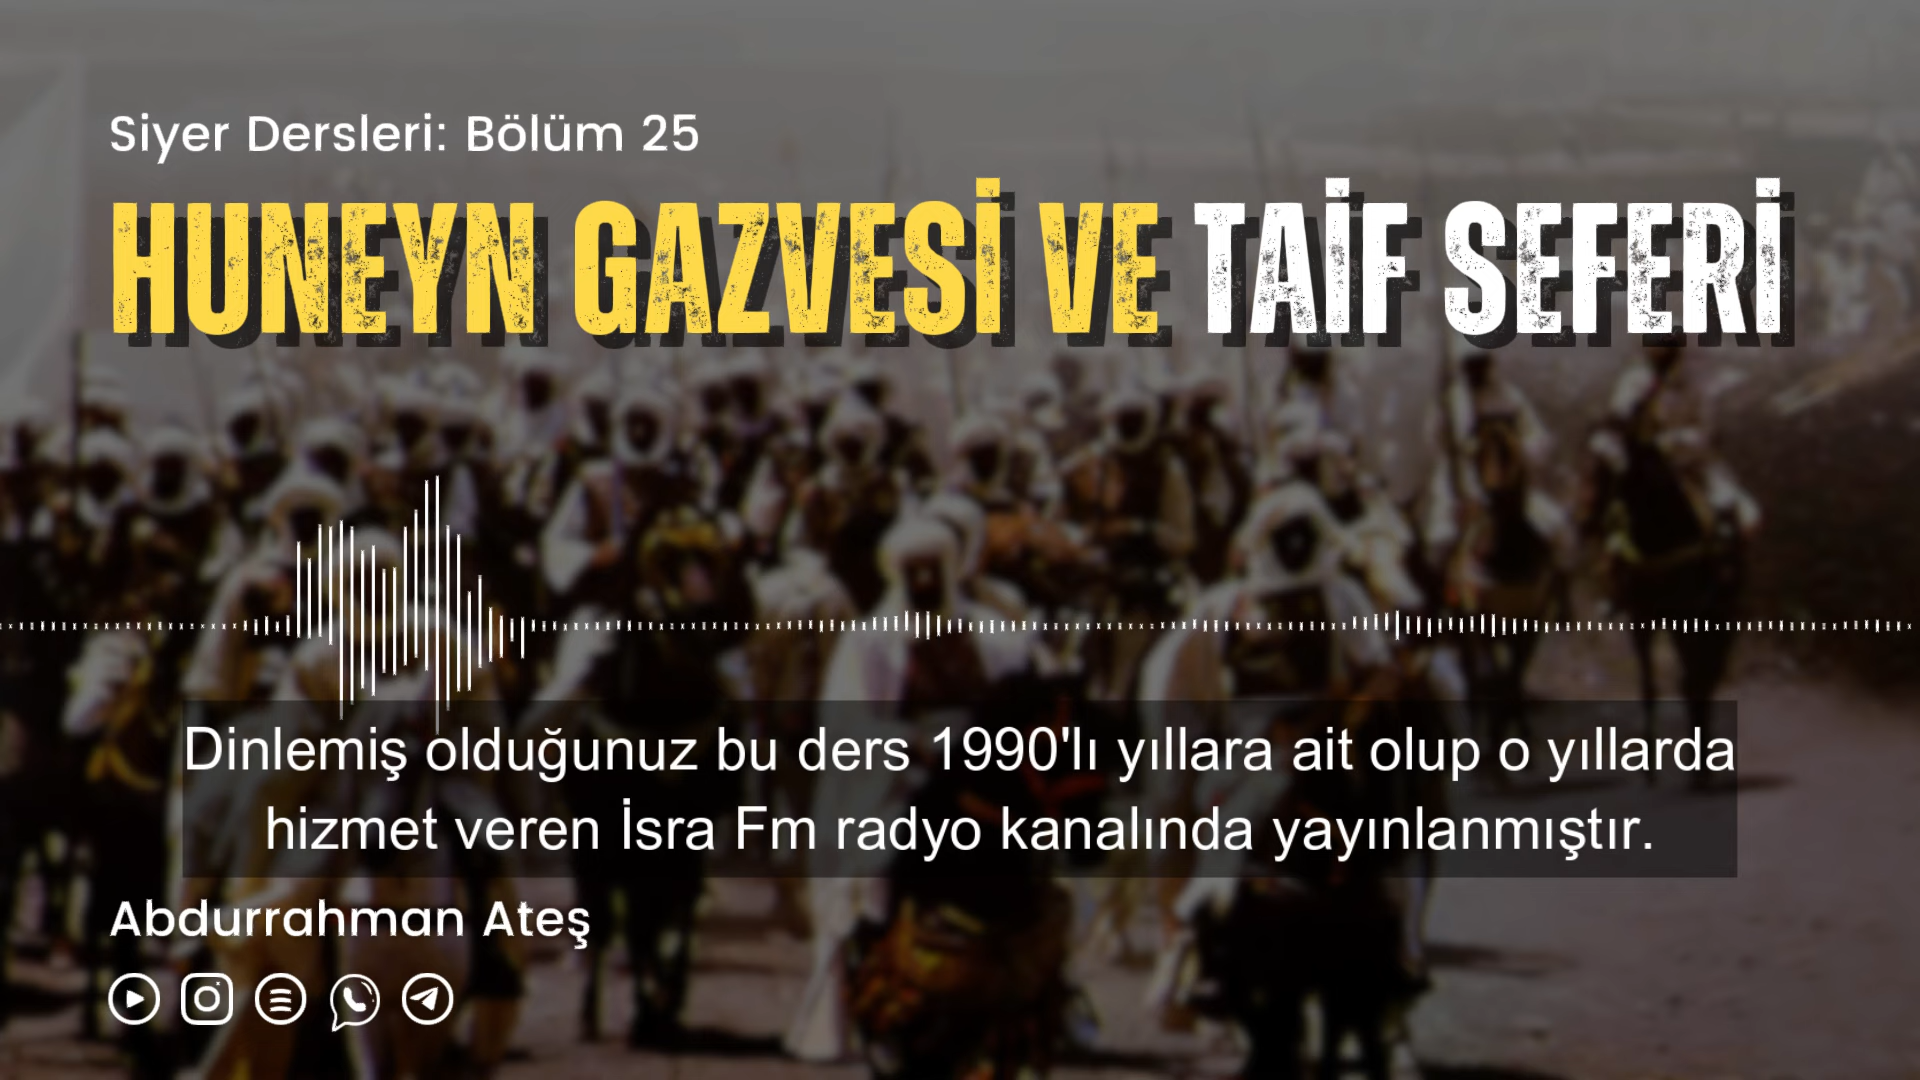 Siyer Dersleri: Bölüm 25
HUNEYN GAZVESİ VE TAİF SEFERİ
Dinlemiş olduğunuz bu ders 1990'lı yıllara ait olup o yıllarda
hizmet veren İsra Fm radyo kanalında yayınlanmıştır.
Abdurrahman Ateş